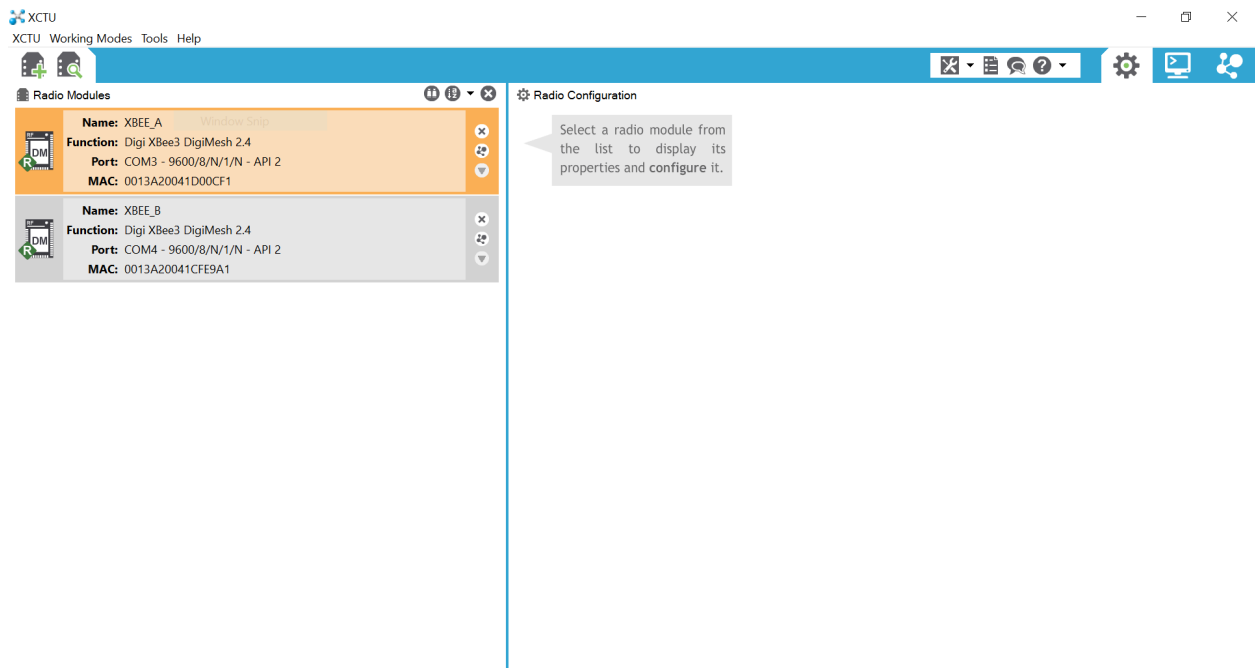 XCTU
XCTU Working Modes Tools Help
Radio Modules
Name: XBEE_A
Window Snip
Function: Digi XBee3 DigiMesh 2.4
Port: COM3 - 9600/8/N/1/N - API 2
MAC: 0013A20041D00CF1
DM
R
Name: XBEE_B
Function: Digi XBee3 DigiMesh 2.4
Port: COM4 - 9600/8/N/1/N - API 2
MAC: 0013A20041CFE9A1
DM
R
Radio Configuration
Select a radio module from
the list to display its
properties and configure it.